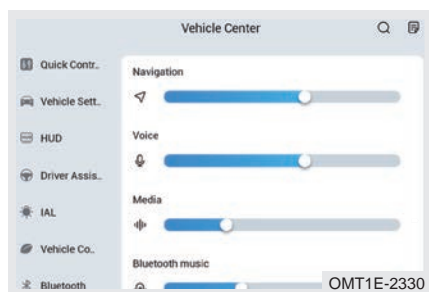 Vehicle Center
Quick Contr..
Vehicle Sett..
HUD
Driver Assis..
IAL
Vehicle Co..
Bluetooth
Navigation
Voice
Media
Bluetooth music
OMT1E-2330